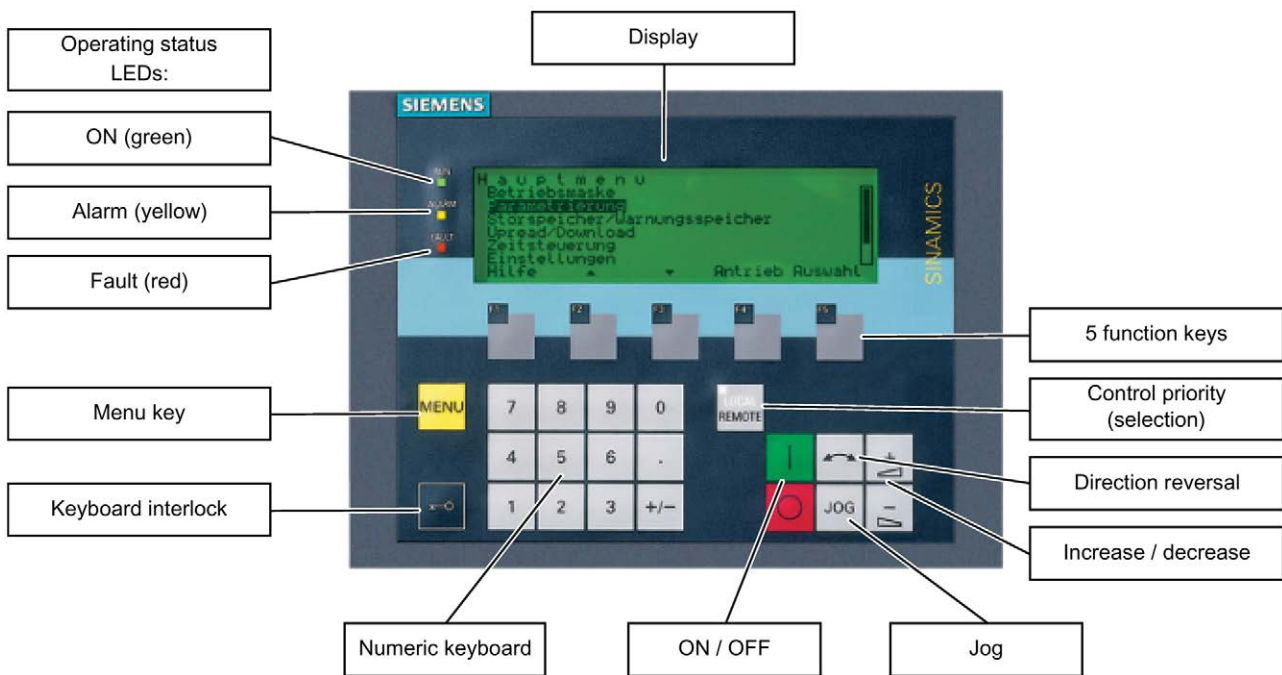 Display
Operating status
LEDs:
ON (green)
Alarm (yellow)
Fault (red)
Menu key
Keyboard interlock
SIEMENS
RUN
ALARM
FAULT
Hauptmenu
Betriebsmaske
Parametrierung
Störspeicher/Warnungsspeicher
Upread/Download
Zeitsteuerung
Einstellungen
Hilfe ▲ ▼ Antrieb Auswahl
SINAMICS
F1 F2 F3 F4 F5
MENU
7 8 9 0
4 5 6 .
1 2 3 +/−
LOCAL
REMOTE
+
JOG −
5 function keys
Control priority
(selection)
Direction reversal
Increase / decrease
Numeric keyboard
ON / OFF
Jog